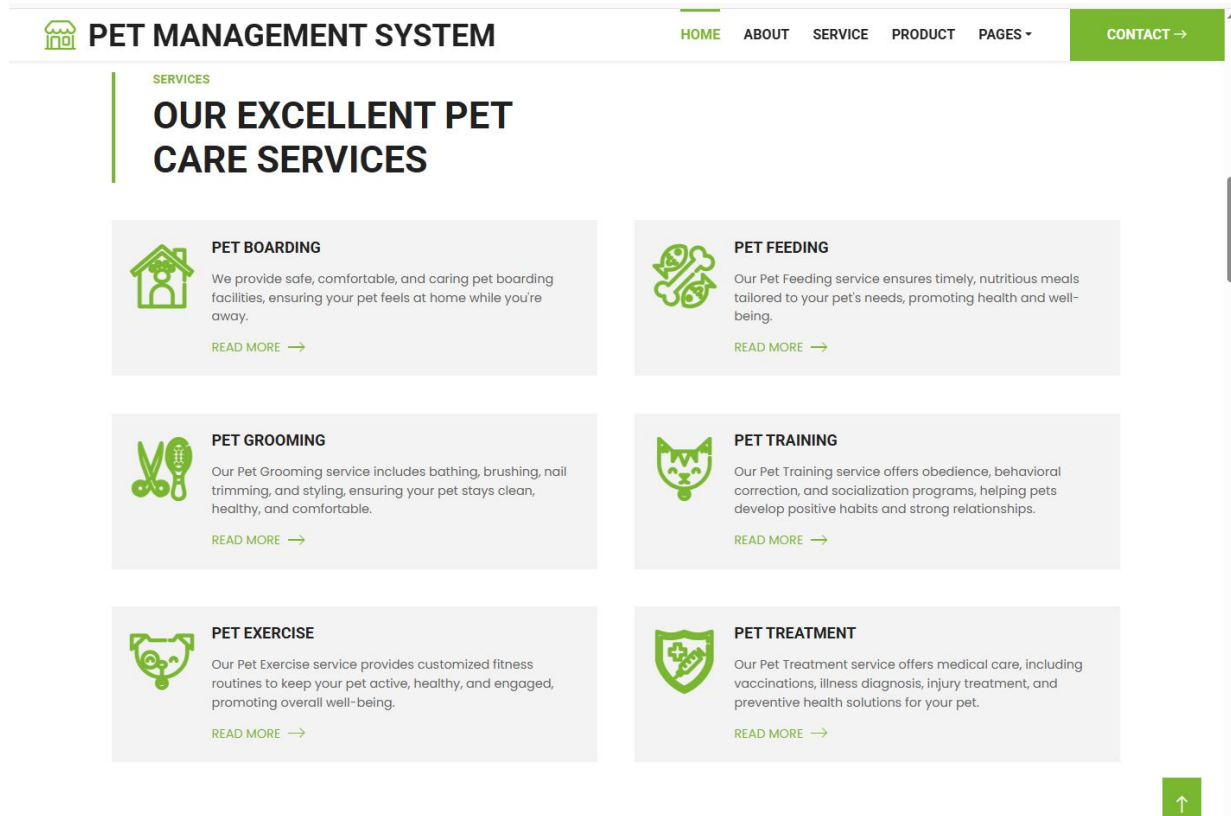 PET MANAGEMENT SYSTEM
HOME ABOUT SERVICE PRODUCT PAGES CONTACT →
SERVICES
OUR EXCELLENT PET
CARE SERVICES
PET BOARDING
We provide safe, comfortable, and caring pet boarding
facilities, ensuring your pet feels at home while you're
away.
READ MORE →
PET FEEDING
Our Pet Feeding service ensures timely, nutritious meals
tailored to your pet's needs, promoting health and well-
being.
READ MORE →
PET GROOMING
Our Pet Grooming service includes bathing, brushing, nail
trimming, and styling, ensuring your pet stays clean,
healthy, and comfortable.
READ MORE →
PET TRAINING
Our Pet Training service offers obedience, behavioral
correction, and socialization programs, helping pets
develop positive habits and strong relationships.
READ MORE →
PET EXERCISE
Our Pet Exercise service provides customized fitness
routines to keep your pet active, healthy, and engaged,
promoting overall well-being.
READ MORE →
PET TREATMENT
Our Pet Treatment service offers medical care, including
vaccinations, illness diagnosis, injury treatment, and
preventive health solutions for your pet.
READ MORE →